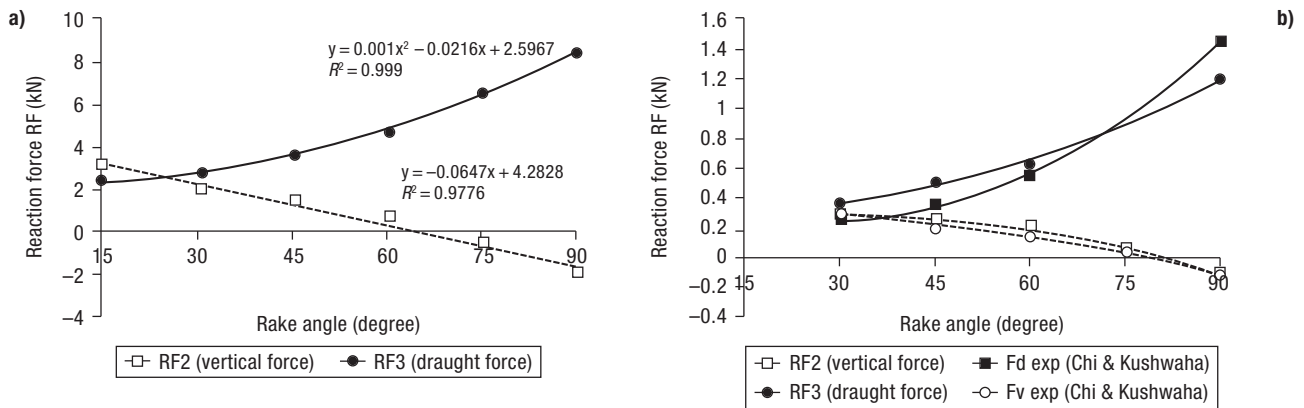 a)
Reaction force RF (kN)
10
8
6
4
2
0
−2
−4
15 30 45 60 75 90
y = 0.001x² − 0.0216x + 2.5967
R² = 0.999
y = −0.0647x + 4.2828
R² = 0.9776
Rake angle (degree)
RF2 (vertical force) RF3 (draught force)
b)
Reaction force RF (kN)
1.6
1.4
1.2
1
0.8
0.6
0.4
0.2
0
−0.2
−0.4
15 30 45 60 75 90
Rake angle (degree)
RF2 (vertical force) Fd exp (Chi & Kushwaha)
RF3 (draught force) Fv exp (Chi & Kushwaha)